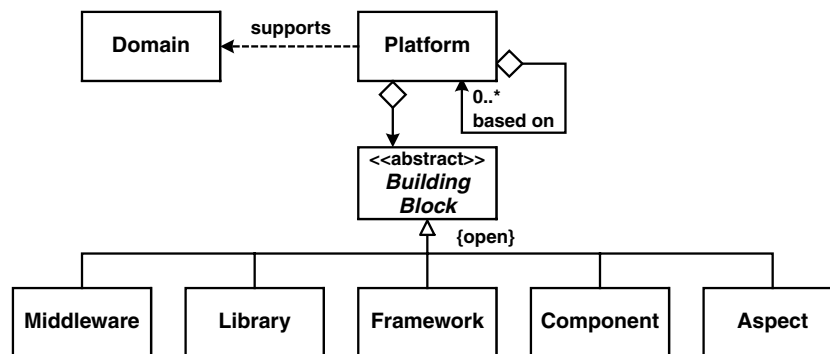 supports
Domain
Platform
0..*
based on
<<abstract>>
Building
Block
{open}
Middleware
Library
Framework
Component
Aspect